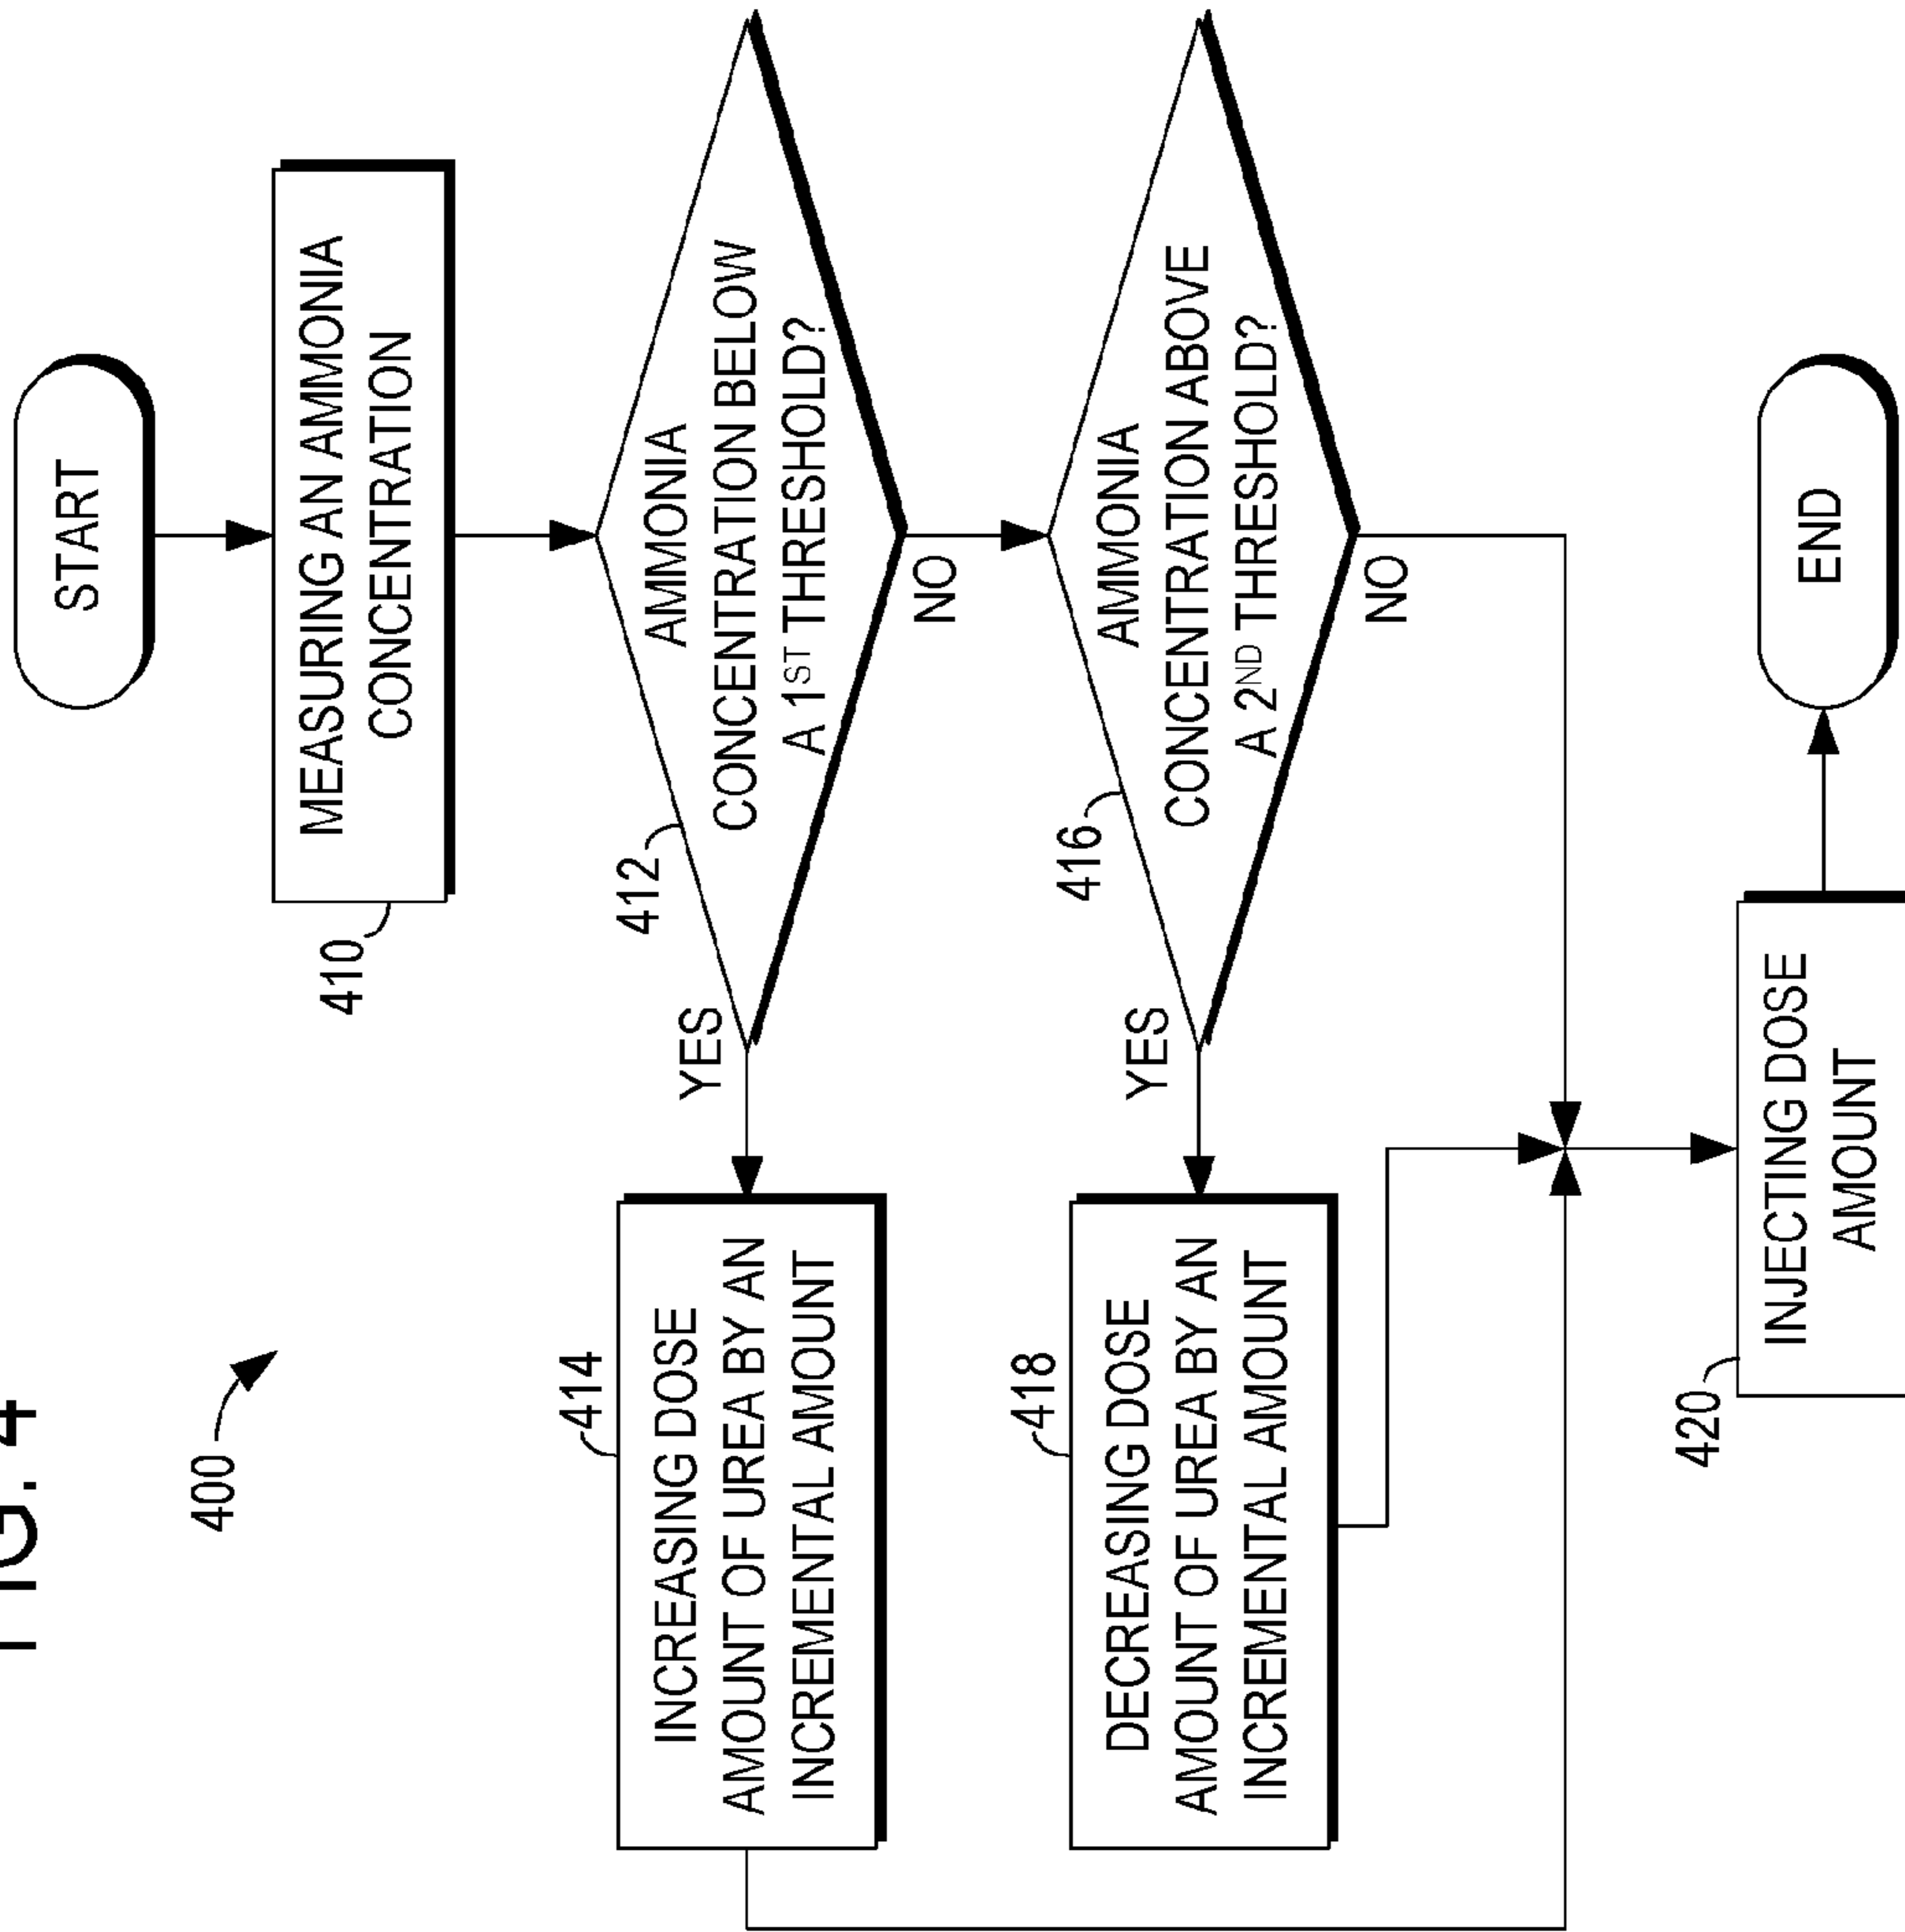 FIG. 4
400
START
410
MEASURING AN AMMONIA
CONCENTRATION
412
AMMONIA
CONCENTRATION BELOW
A 1ST THRESHOLD?
YES
NO
414
INCREASING DOSE
AMOUNT OF UREA BY AN
INCREMENTAL AMOUNT
416
AMMONIA
CONCENTRATION ABOVE
A 2ND THRESHOLD?
YES
NO
418
DECREASING DOSE
AMOUNT OF UREA BY AN
INCREMENTAL AMOUNT
420
INJECTING DOSE
AMOUNT
END